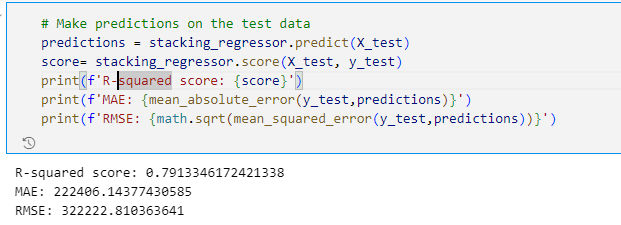 # Make predictions on the test data
predictions = stacking_regressor.predict(X_test)
score= stacking_regressor.score(X_test, y_test)
print(f'R-squared score: {score}')
print(f'MAE: {mean_absolute_error(y_test,predictions)}')
print(f'RMSE: {math.sqrt(mean_squared_error(y_test,predictions))}')
R-squared score: 0.7913346172421338
MAE: 222406.14377430585
RMSE: 322222.810363641